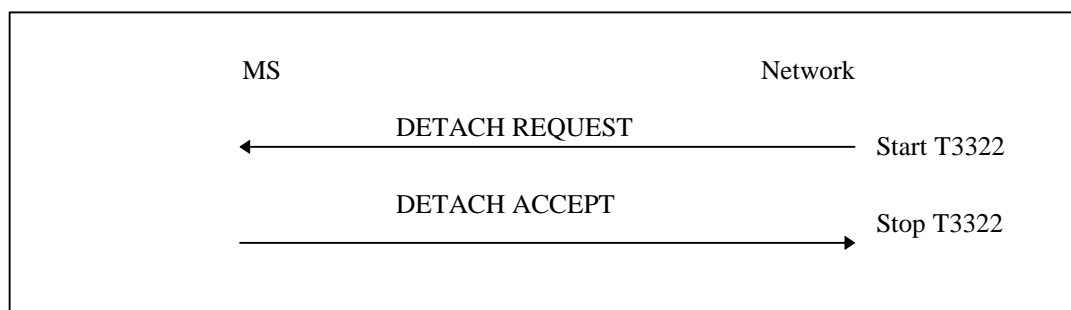 MS Network
DETACH REQUEST
Start T3322
DETACH ACCEPT
Stop T3322